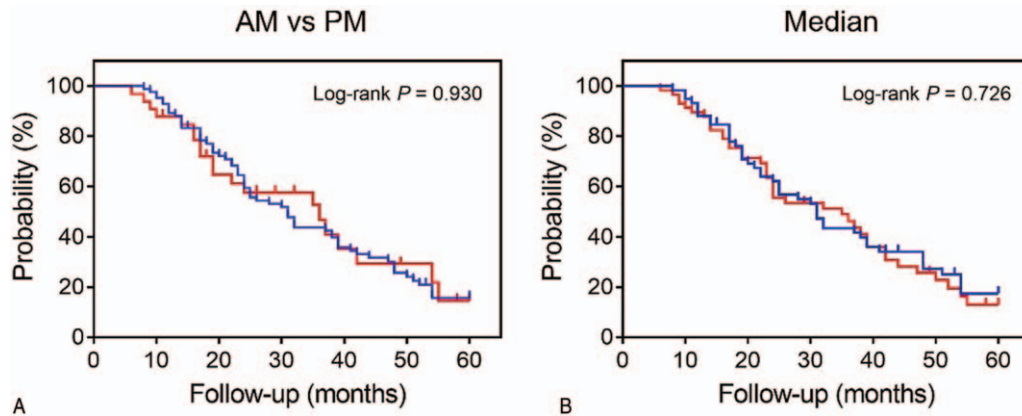 AM vs PM
Log-rank P = 0.930
Probability (%)
100
80
60
40
20
0
0 10 20 30 40 50 60
Follow-up (months)
A
Median
Log-rank P = 0.726
Probability (%)
100
80
60
40
20
0
0 10 20 30 40 50 60
Follow-up (months)
B